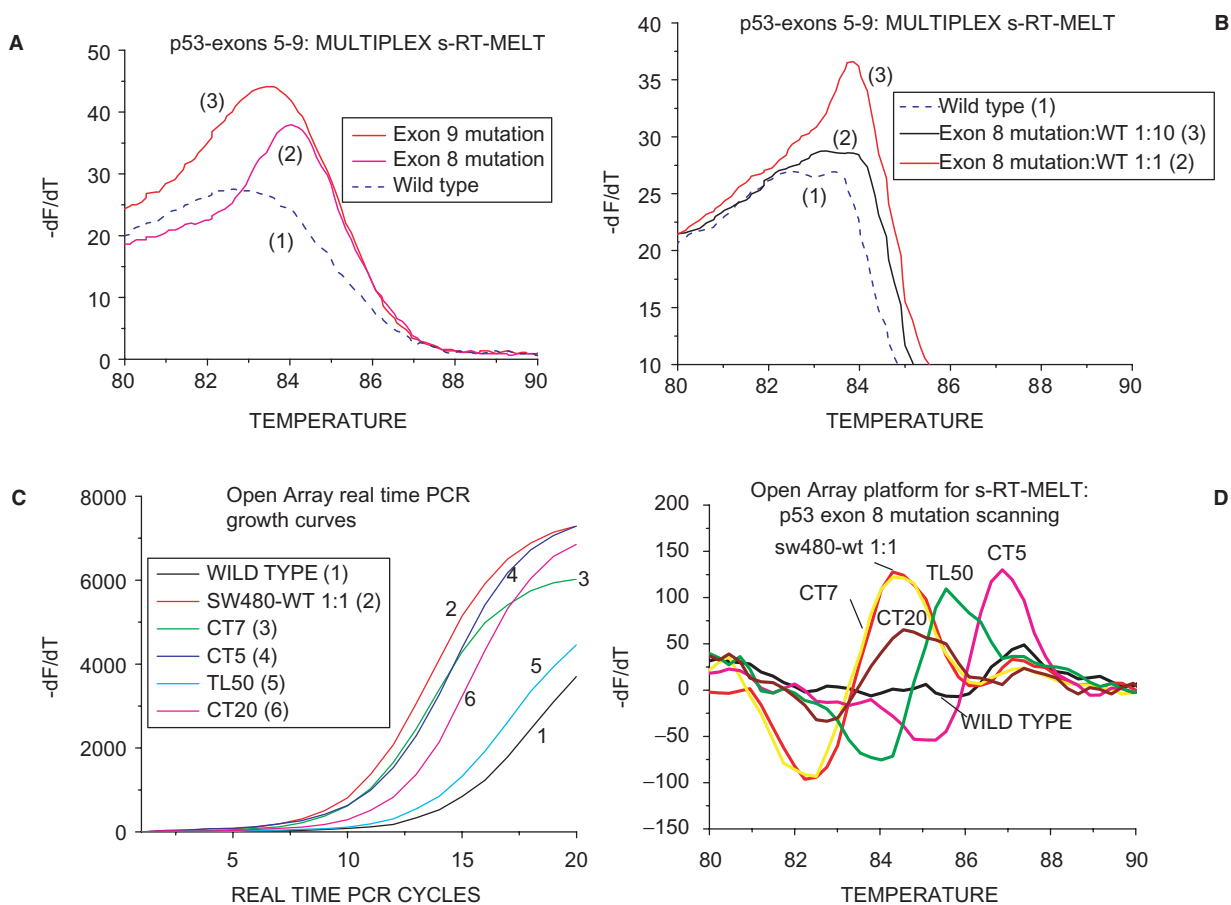 A
p53-exons 5-9: MULTIPLEX s-RT-MELT
50
40
30
20
10
0
-dF/dT
(3)
(2)
(1)
Exon 9 mutation
Exon 8 mutation
Wild type
80 82 84 86 88 90
TEMPERATURE
B
p53-exons 5-9: MULTIPLEX s-RT-MELT
40
35
30
25
20
15
10
-dF/dT
(3)
(2)
(1)
Wild type (1)
Exon 8 mutation:WT 1:10 (3)
Exon 8 mutation:WT 1:1 (2)
80 82 84 86 88 90
TEMPERATURE
C
Open Array real time PCR
growth curves
8000
6000
4000
2000
0
-dF/dT
WILD TYPE (1)
SW480-WT 1:1 (2)
CT7 (3)
CT5 (4)
TL50 (5)
CT20 (6)
2
4
3
6
5
1
5 10 15 20
REAL TIME PCR CYCLES
D
Open Array platform for s-RT-MELT:
p53 exon 8 mutation scanning
200
150
100
50
0
−50
−100
−150
-dF/dT
sw480-wt 1:1
CT5
TL50
CT7
CT20
WILD TYPE
80 82 84 86 88 90
TEMPERATURE